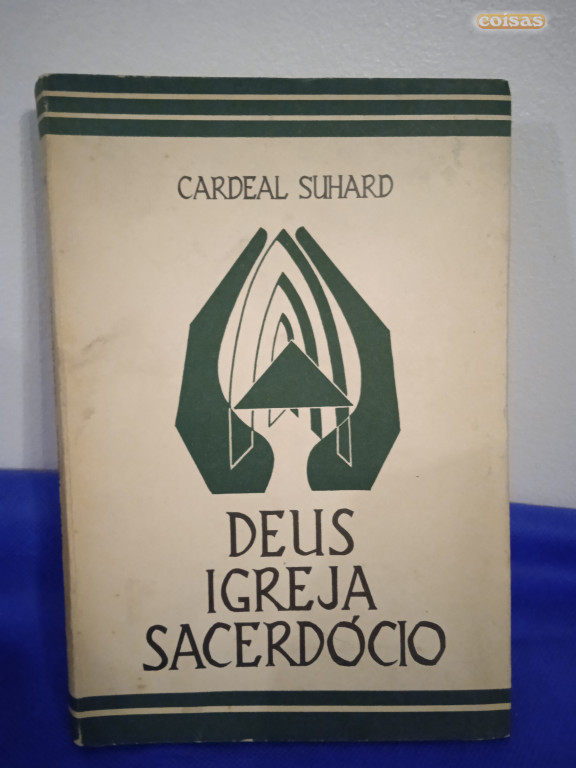 coisas
CARDEAL SUHARD
DEUS
IGREJA
SACERDÓCIO